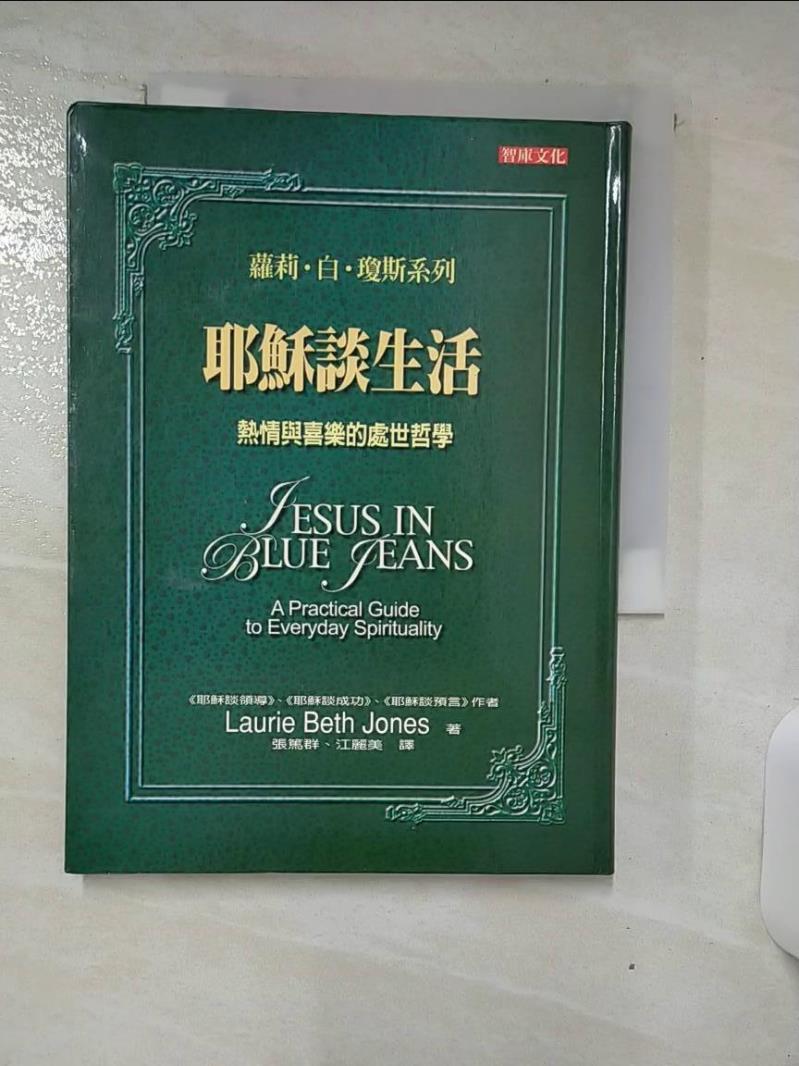 智庫文化
蘿莉·白·瓊斯系列
耶穌談生活
熱情與喜樂的處世哲學
JESUS IN
BLUE JEANS
A Practical Guide
to Everyday Spirituality
《耶穌談領導》、《耶穌談成功》、《耶穌談預言》作者
Laurie Beth Jones 著
張篤群、江麗美 譯